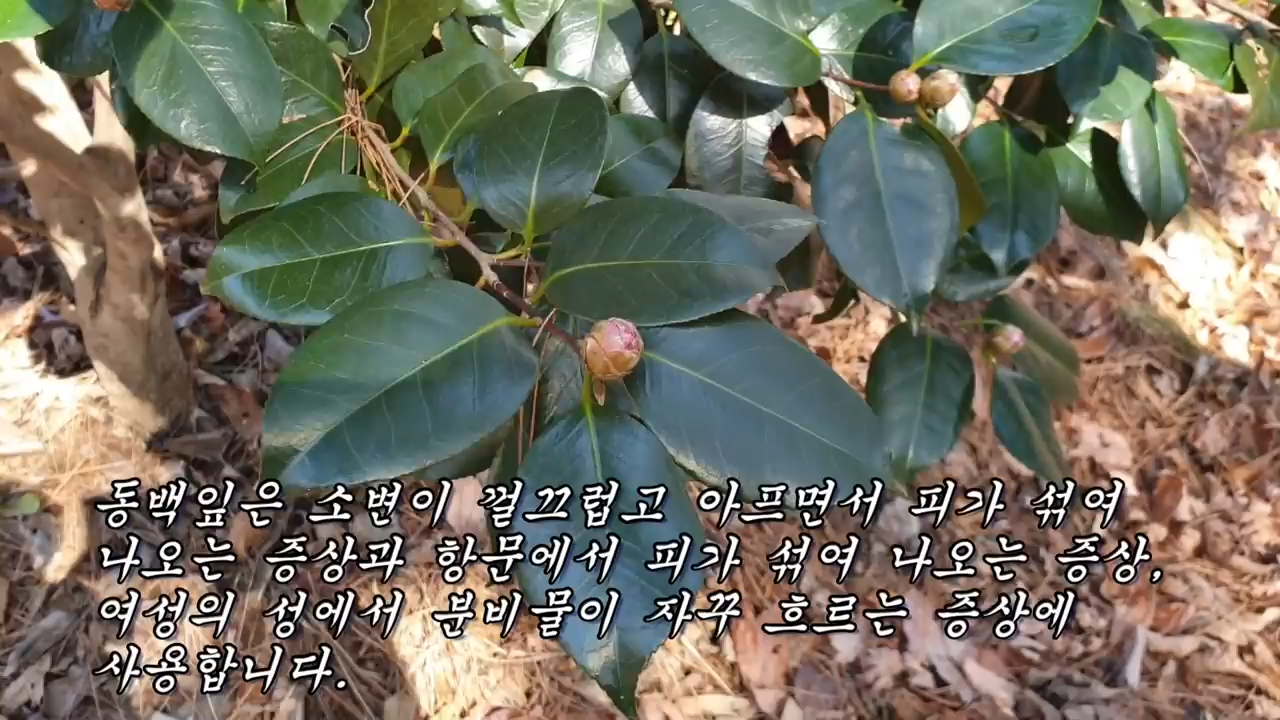 동백잎은 소변이 껄끄럽고 아프면서 피가 섞여
나오는 증상과 항문에서 피가 섞여 나오는 증상,
여성의 성에서 분비물이 자꾸 흐르는 증상에
사용합니다.